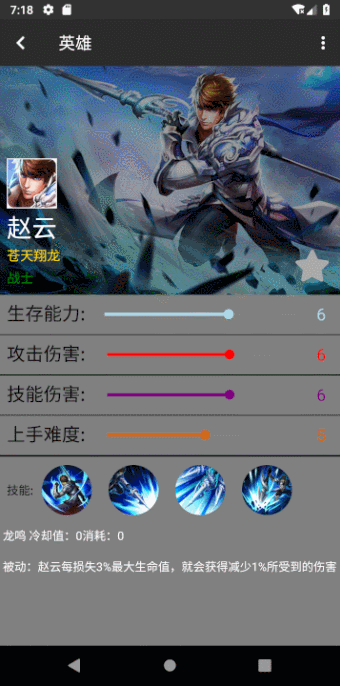 7:18
英雄
赵云
苍天翔龙
战士
生存能力: 6
攻击伤害: 6
技能伤害: 6
上手难度: 5
技能:
龙鸣 冷却值：0消耗：0
被动：赵云每损失3%最大生命值，就会获得减少1%所受到的伤害